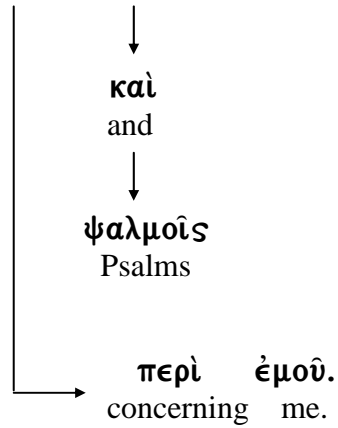 καὶ
and
ψαλμοῖς
Psalms
περὶ ἐμοῦ.
concerning me.